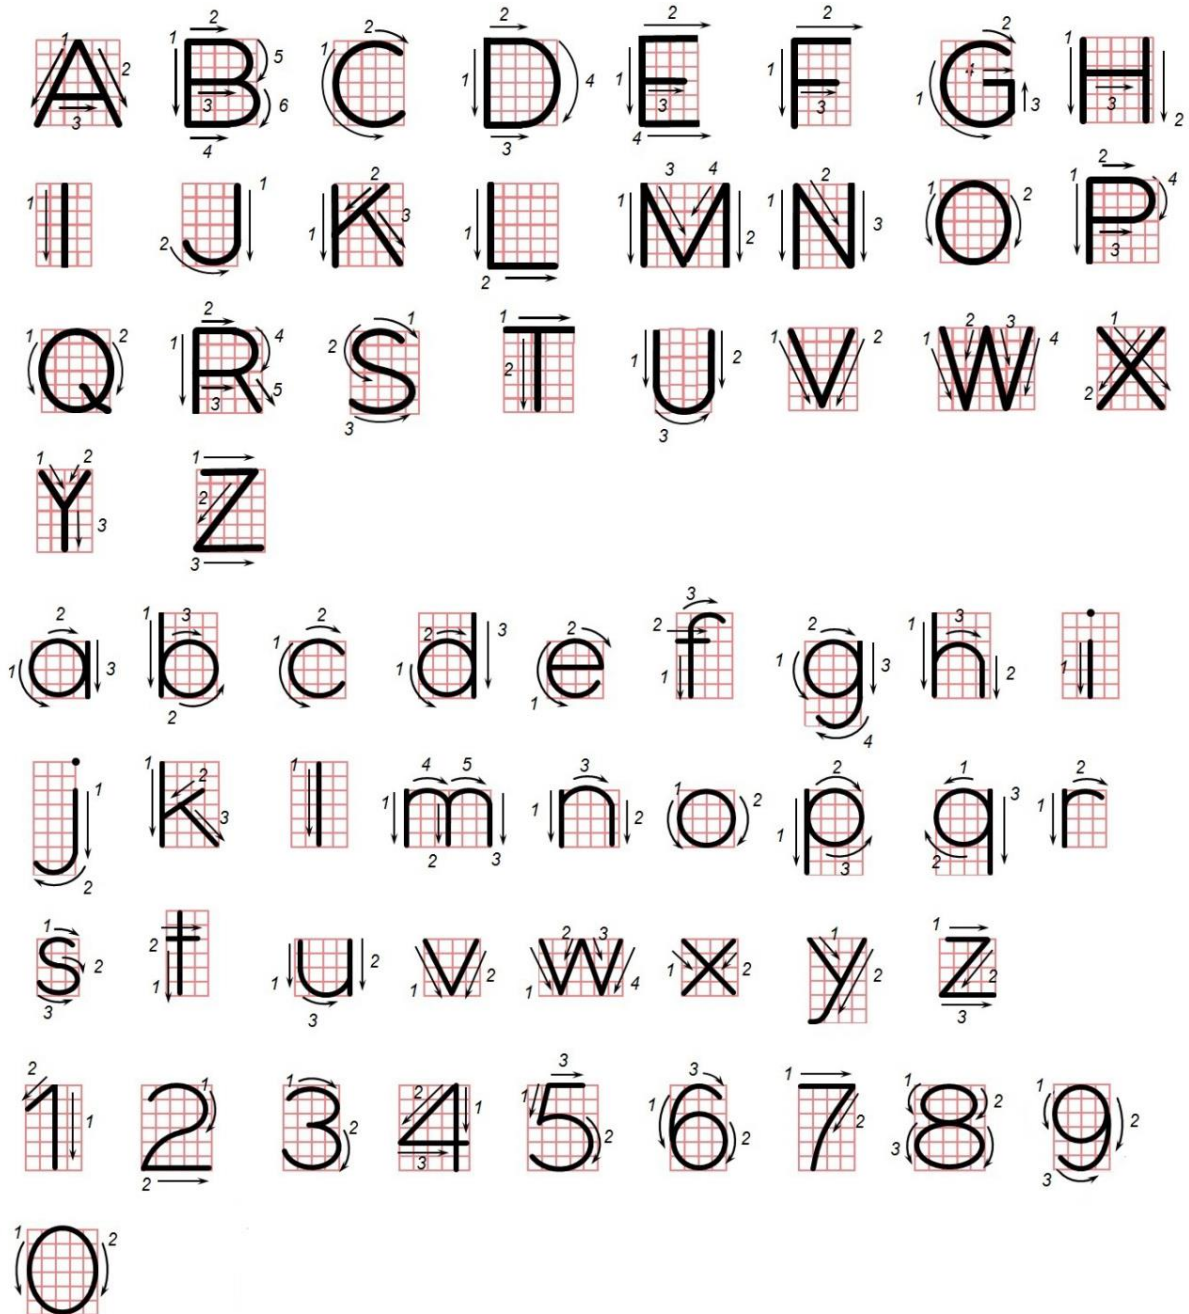 A B C D E F G H
I J K L M N O P
Q R S T U V W X
Y Z
a b c d e f g h i
j k l m n o p q r
s t u v w x y z
1 2 3 4 5 6 7 8 9
0